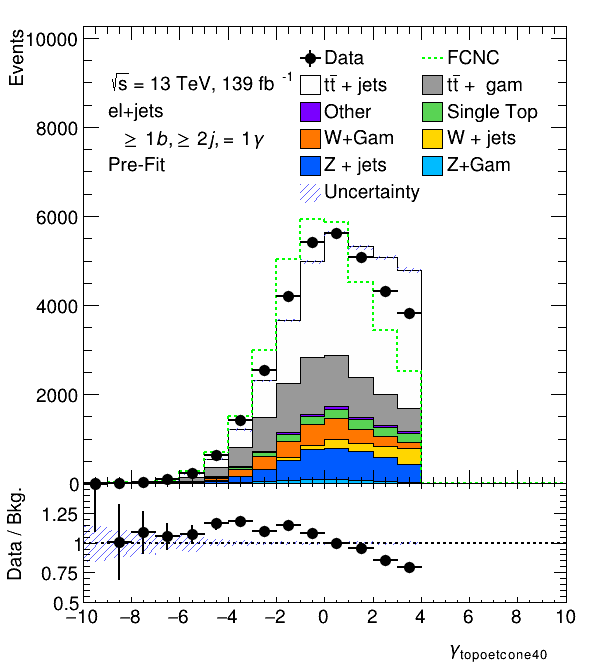 Events
10000
8000
6000
4000
2000
0
√s = 13 TeV, 139 fb⁻¹
el+jets
≥ 1b, ≥ 2j, = 1γ
Pre-Fit
Data
FCNC
tt̄ + jets
tt̄ + gam
Other
Single Top
W+Gam
W + jets
Z + jets
Z+Gam
Uncertainty
Data / Bkg.
1.25
1
0.75
0.5
−10 −8 −6 −4 −2 0 2 4 6 8 10
γtopoetcone40